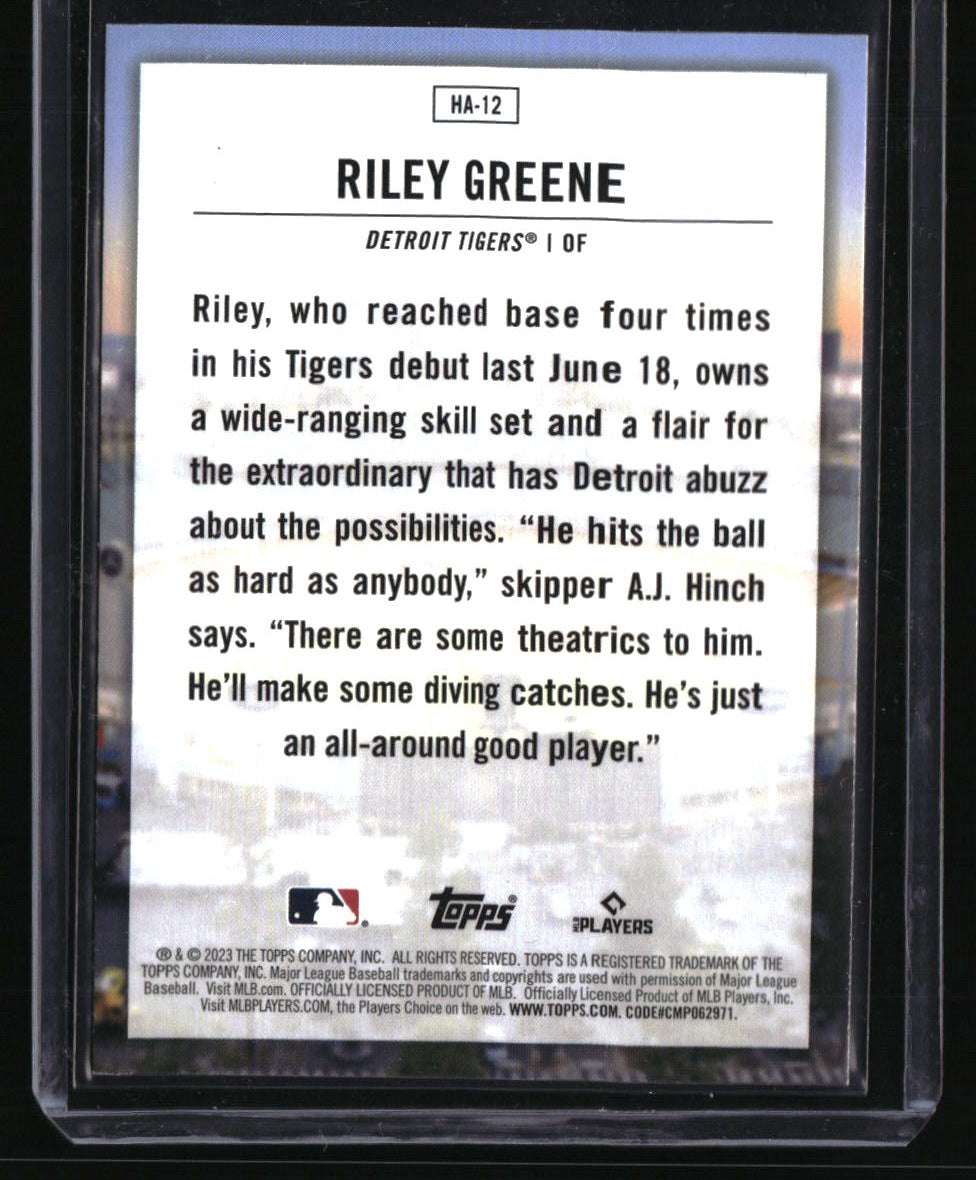 HA-12
RILEY GREENE
DETROIT TIGERS® | OF
Riley, who reached base four times
in his Tigers debut last June 18, owns
a wide-ranging skill set and a flair for
the extraordinary that has Detroit abuzz
about the possibilities. “He hits the ball
as hard as anybody,” skipper A.J. Hinch
says. “There are some theatrics to him.
He’ll make some diving catches. He’s just
an all-around good player.”
topps® PLAYERS
® & © 2023 THE TOPPS COMPANY, INC. ALL RIGHTS RESERVED. TOPPS IS A REGISTERED TRADEMARK OF THE
TOPPS COMPANY, INC. Major League Baseball trademarks and copyrights are used with permission of Major League
Baseball. Visit MLB.com. OFFICIALLY LICENSED PRODUCT OF MLB. Officially Licensed Product of MLB Players, Inc.
Visit MLBPLAYERS.COM, the Players Choice on the web. WWW.TOPPS.COM. CODE#CMP062971.